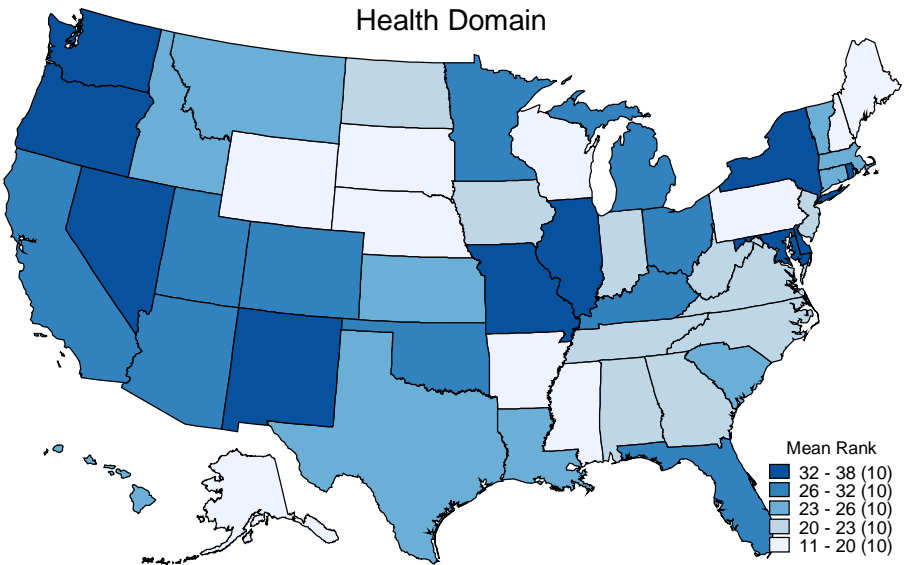 Health Domain
Mean Rank
32 - 38 (10)
26 - 32 (10)
23 - 26 (10)
20 - 23 (10)
11 - 20 (10)